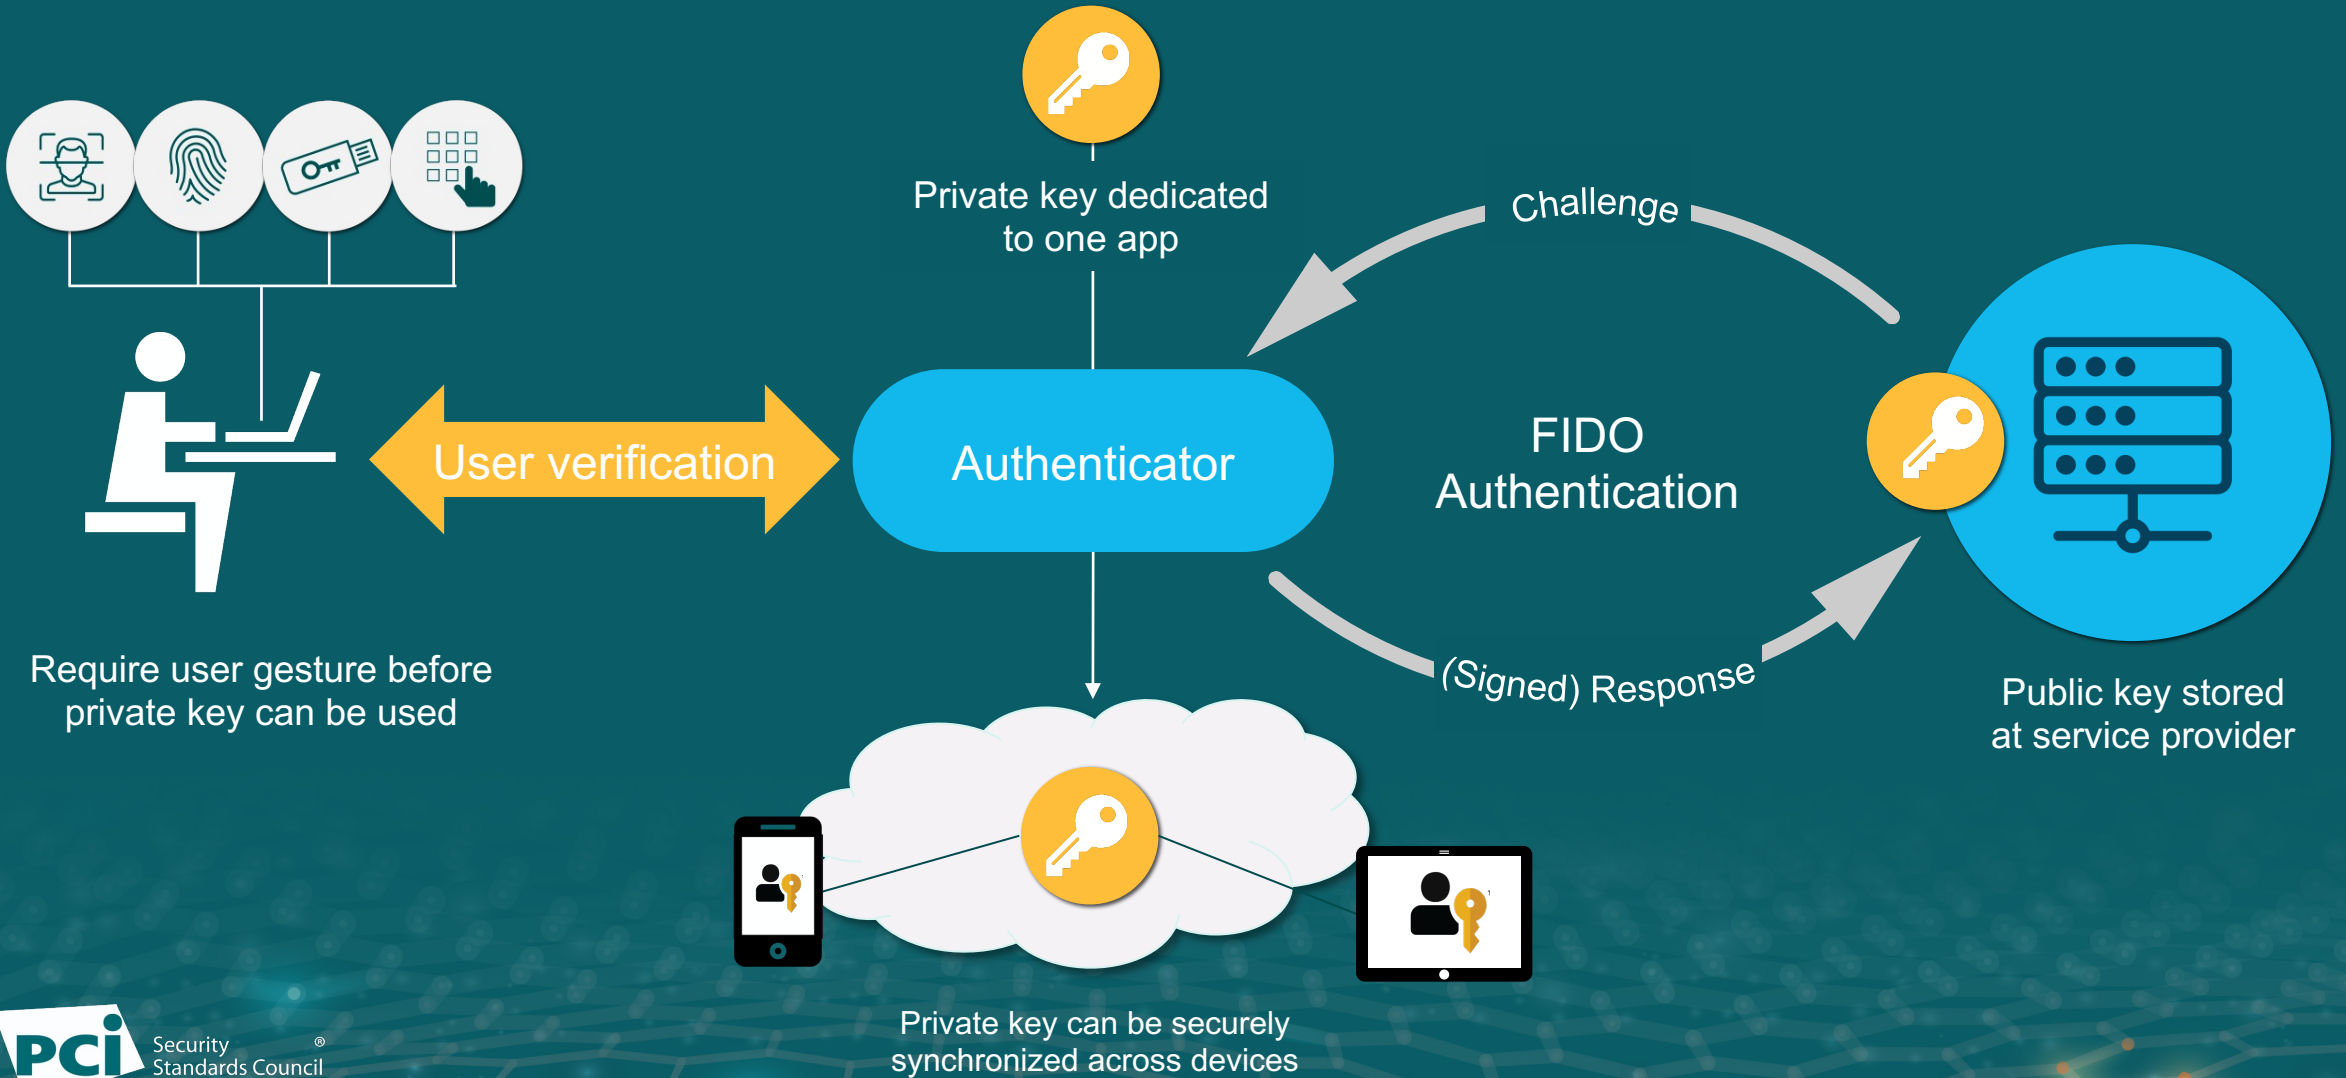 Private key dedicated
to one app
Challenge
User verification
Authenticator
FIDO
Authentication
(Signed) Response
Require user gesture before
private key can be used
Public key stored
at service provider
Private key can be securely
synchronized across devices
PCi
Security ®
Standards Council